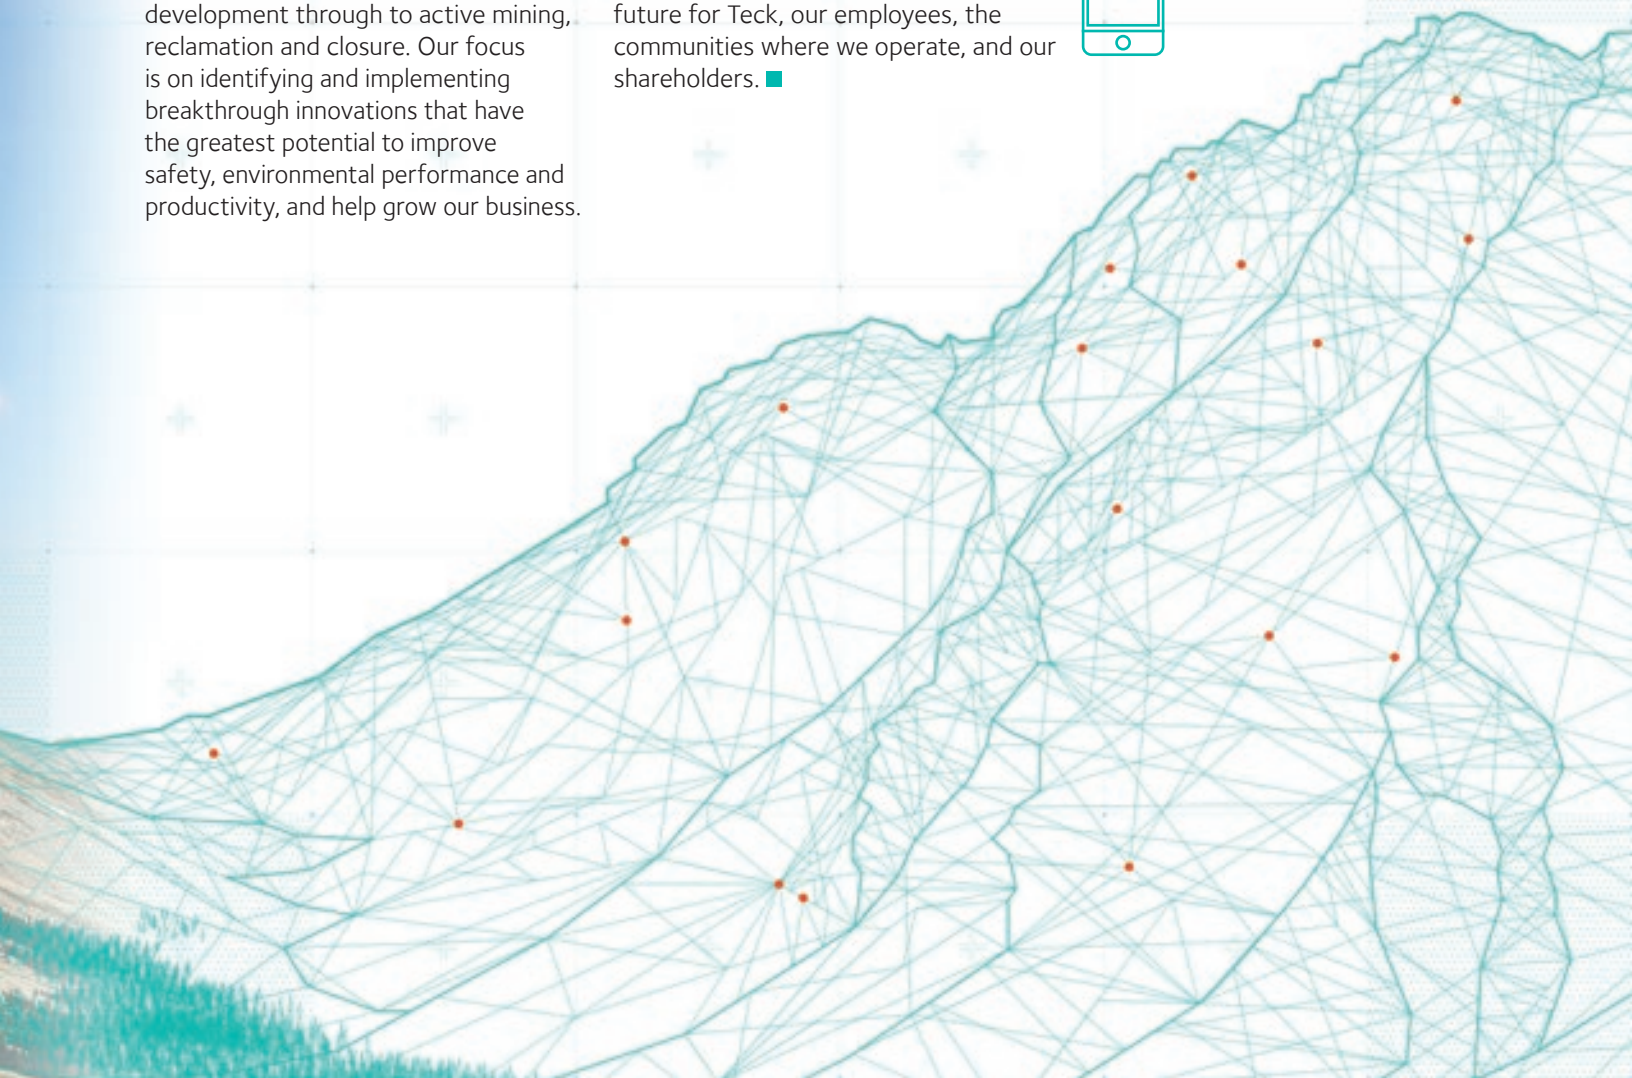 development through to active mining,
reclamation and closure. Our focus
is on identifying and implementing
breakthrough innovations that have
the greatest potential to improve
safety, environmental performance and
productivity, and help grow our business.
future for Teck, our employees, the
communities where we operate, and our
shareholders.